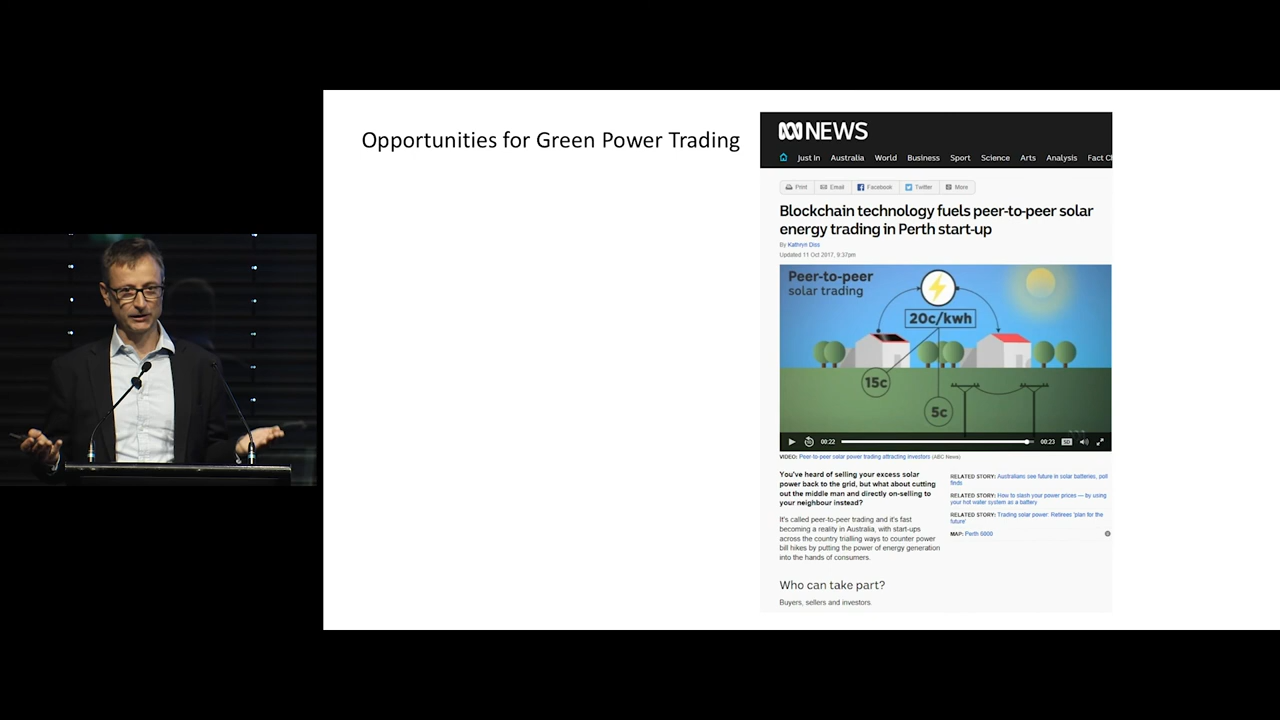 Opportunities for Green Power Trading
NEWS
Just In Australia World Business Sport Science Arts Analysis Fact C
Print Email Facebook Twitter More
Blockchain technology fuels peer-to-peer solar
energy trading in Perth start-up
By Kathryn Diss
Updated 11 Oct 2017, 9:37pm
Peer-to-peer
solar trading
20c/kwh
15c
5c
00:22 00:23 SD
VIDEO: Peer-to-peer solar power trading attracting investors (ABC News)
You've heard of selling your excess solar
power back to the grid, but what about cutting
out the middle man and directly on-selling to
your neighbour instead?
It's called peer-to-peer trading and it's fast
becoming a reality in Australia, with start-ups
across the country trialling ways to counter power
bill hikes by putting the power of energy generation
into the hands of consumers.
Who can take part?
Buyers, sellers and investors.
RELATED STORY: Australians see future in solar batteries, poll
finds
RELATED STORY: How to slash your power prices — by using
your hot water system as a battery
RELATED STORY: Trading solar power: Retirees 'plan for the
future'
MAP: Perth 6000